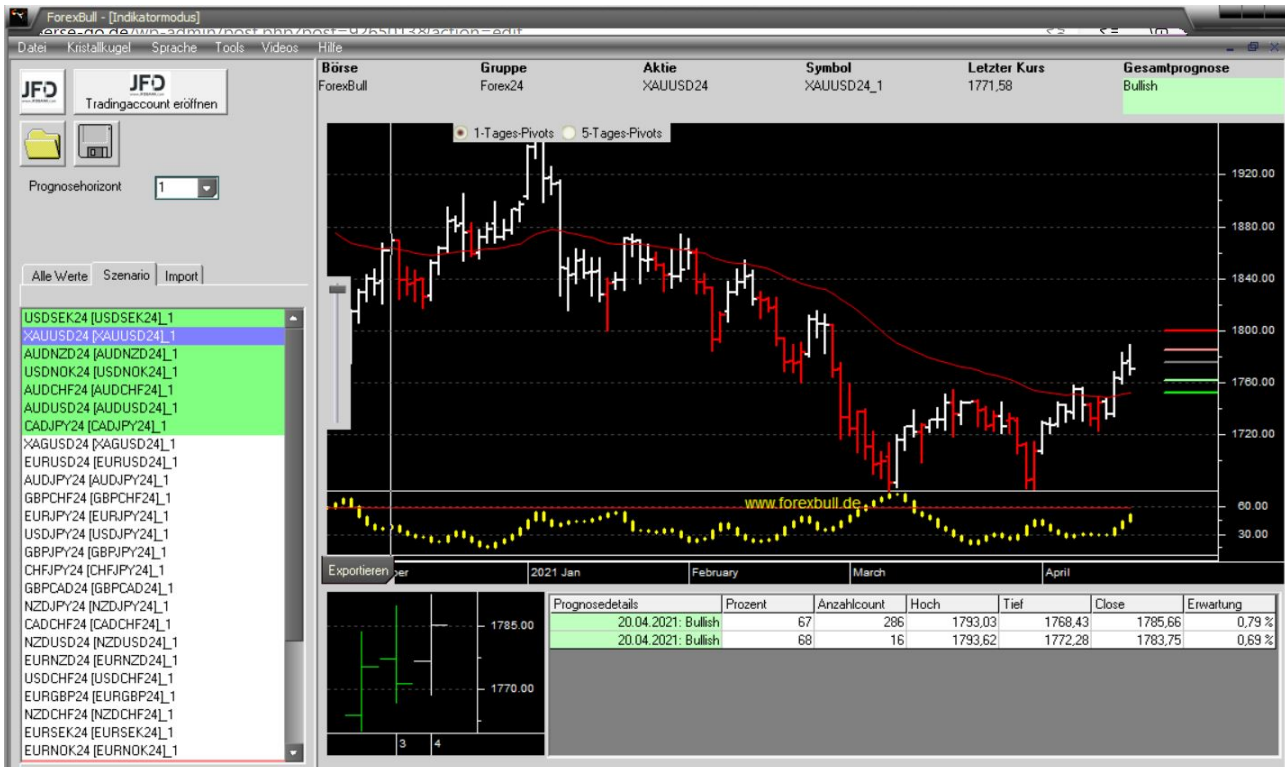 ForexBull - [Indikatormodus]
Datei Kristallkugel Sprache Tools Videos Hilfe
JFD
JFD
Tradingaccount eröffnen
Prognosehorizont 1
Alle Werte Szenario Import
USDSEK24 [USDSEK24]_1
XAUUSD24 [XAUUSD24]_1
AUDNZD24 [AUDNZD24]_1
USDNOK24 [USDNOK24]_1
AUDCHF24 [AUDCHF24]_1
AUDUSD24 [AUDUSD24]_1
CADJPY24 [CADJPY24]_1
XAGUSD24 [XAGUSD24]_1
EURUSD24 [EURUSD24]_1
AUDJPY24 [AUDJPY24]_1
GBPCHF24 [GBPCHF24]_1
EURJPY24 [EURJPY24]_1
USDJPY24 [USDJPY24]_1
GBPJPY24 [GBPJPY24]_1
CHFJPY24 [CHFJPY24]_1
GBPCAD24 [GBPCAD24]_1
NZDJPY24 [NZDJPY24]_1
CADCHF24 [CADCHF24]_1
NZDUSD24 [NZDUSD24]_1
EURNZD24 [EURNZD24]_1
USDCHF24 [USDCHF24]_1
EURGBP24 [EURGBP24]_1
NZDCHF24 [NZDCHF24]_1
EURSEK24 [EURSEK24]_1
EURNOK24 [EURNOK24]_1
Börse Gruppe Aktie Symbol Letzter Kurs Gesamtprognose
ForexBull Forex24 XAUUSD24 XAUUSD24_1 1771,58 Bullish
1-Tages-Pivots 5-Tages-Pivots
1920.00
1880.00
1840.00
1800.00
1760.00
1720.00
www.forexbull.de
60.00
30.00
Exportieren ber 2021 Jan February March April
1785.00
1770.00
3 4
Prognosedetails Prozent Anzahlcount Hoch Tief Close Erwartung
20.04.2021: Bullish 67 286 1793,03 1768,43 1785,66 0,79 %
20.04.2021: Bullish 68 16 1793,62 1772,28 1783,75 0,69 %